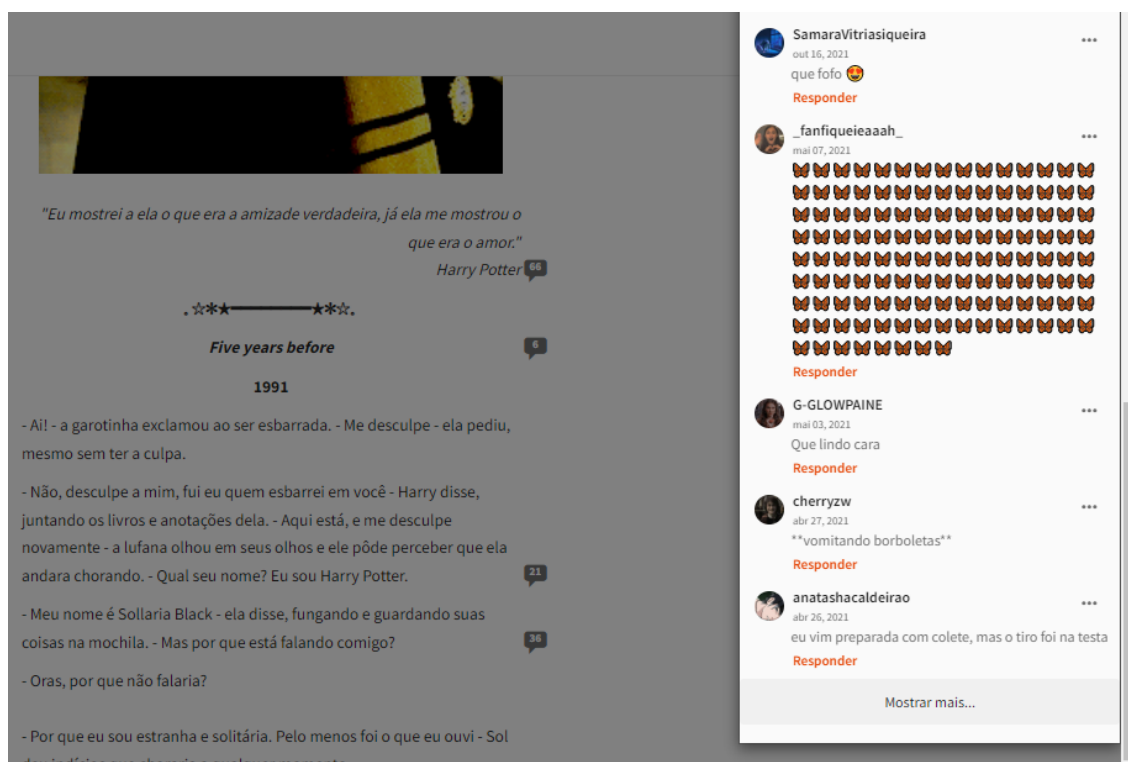 "Eu mostrei a ela o que era a amizade verdadeira, já ela me mostrou o
que era o amor."
Harry Potter 66
.☆✻★━━━━━━━━★✻☆.
Five years before 6
1991
- Ai! - a garotinha exclamou ao ser esbarrada. - Me desculpe - ela pediu,
mesmo sem ter a culpa.
- Não, desculpe a mim, fui eu quem esbarrei em você - Harry disse,
juntando os livros e anotações dela. - Aqui está, e me desculpe
novamente - a lufana olhou em seus olhos e ele pôde perceber que ela
andara chorando. - Qual seu nome? Eu sou Harry Potter. 21
- Meu nome é Sollaria Black - ela disse, fungando e guardando suas
coisas na mochila. - Mas por que está falando comigo? 36
- Oras, por que não falaria?
- Por que eu sou estranha e solitária. Pelo menos foi o que eu ouvi - Sol
SamaraVitriasiqueira
out 16, 2021
que fofo 😍
Responder
_fanfiqueieaaah_
mai 07, 2021
🦋🦋🦋🦋🦋🦋🦋🦋🦋🦋🦋🦋🦋🦋🦋
🦋🦋🦋🦋🦋🦋🦋🦋🦋🦋🦋🦋🦋🦋🦋
🦋🦋🦋🦋🦋🦋🦋🦋🦋🦋🦋🦋🦋🦋🦋
🦋🦋🦋🦋🦋🦋🦋🦋🦋🦋🦋🦋🦋🦋🦋
🦋🦋🦋🦋🦋🦋🦋🦋🦋🦋🦋🦋🦋🦋🦋
🦋🦋🦋🦋🦋🦋🦋🦋🦋🦋🦋🦋🦋🦋🦋
🦋🦋🦋🦋🦋🦋🦋🦋🦋🦋🦋🦋🦋🦋🦋
🦋🦋🦋🦋🦋🦋🦋🦋🦋🦋🦋🦋🦋🦋🦋
🦋🦋🦋🦋🦋🦋🦋🦋
Responder
G-GLOWPAINE
mai 03, 2021
Que lindo cara
Responder
cherryzw
abr 27, 2021
**vomitando borboletas**
Responder
anatashacaldeirao
abr 26, 2021
eu vim preparada com colete, mas o tiro foi na testa
Responder
Mostrar mais...